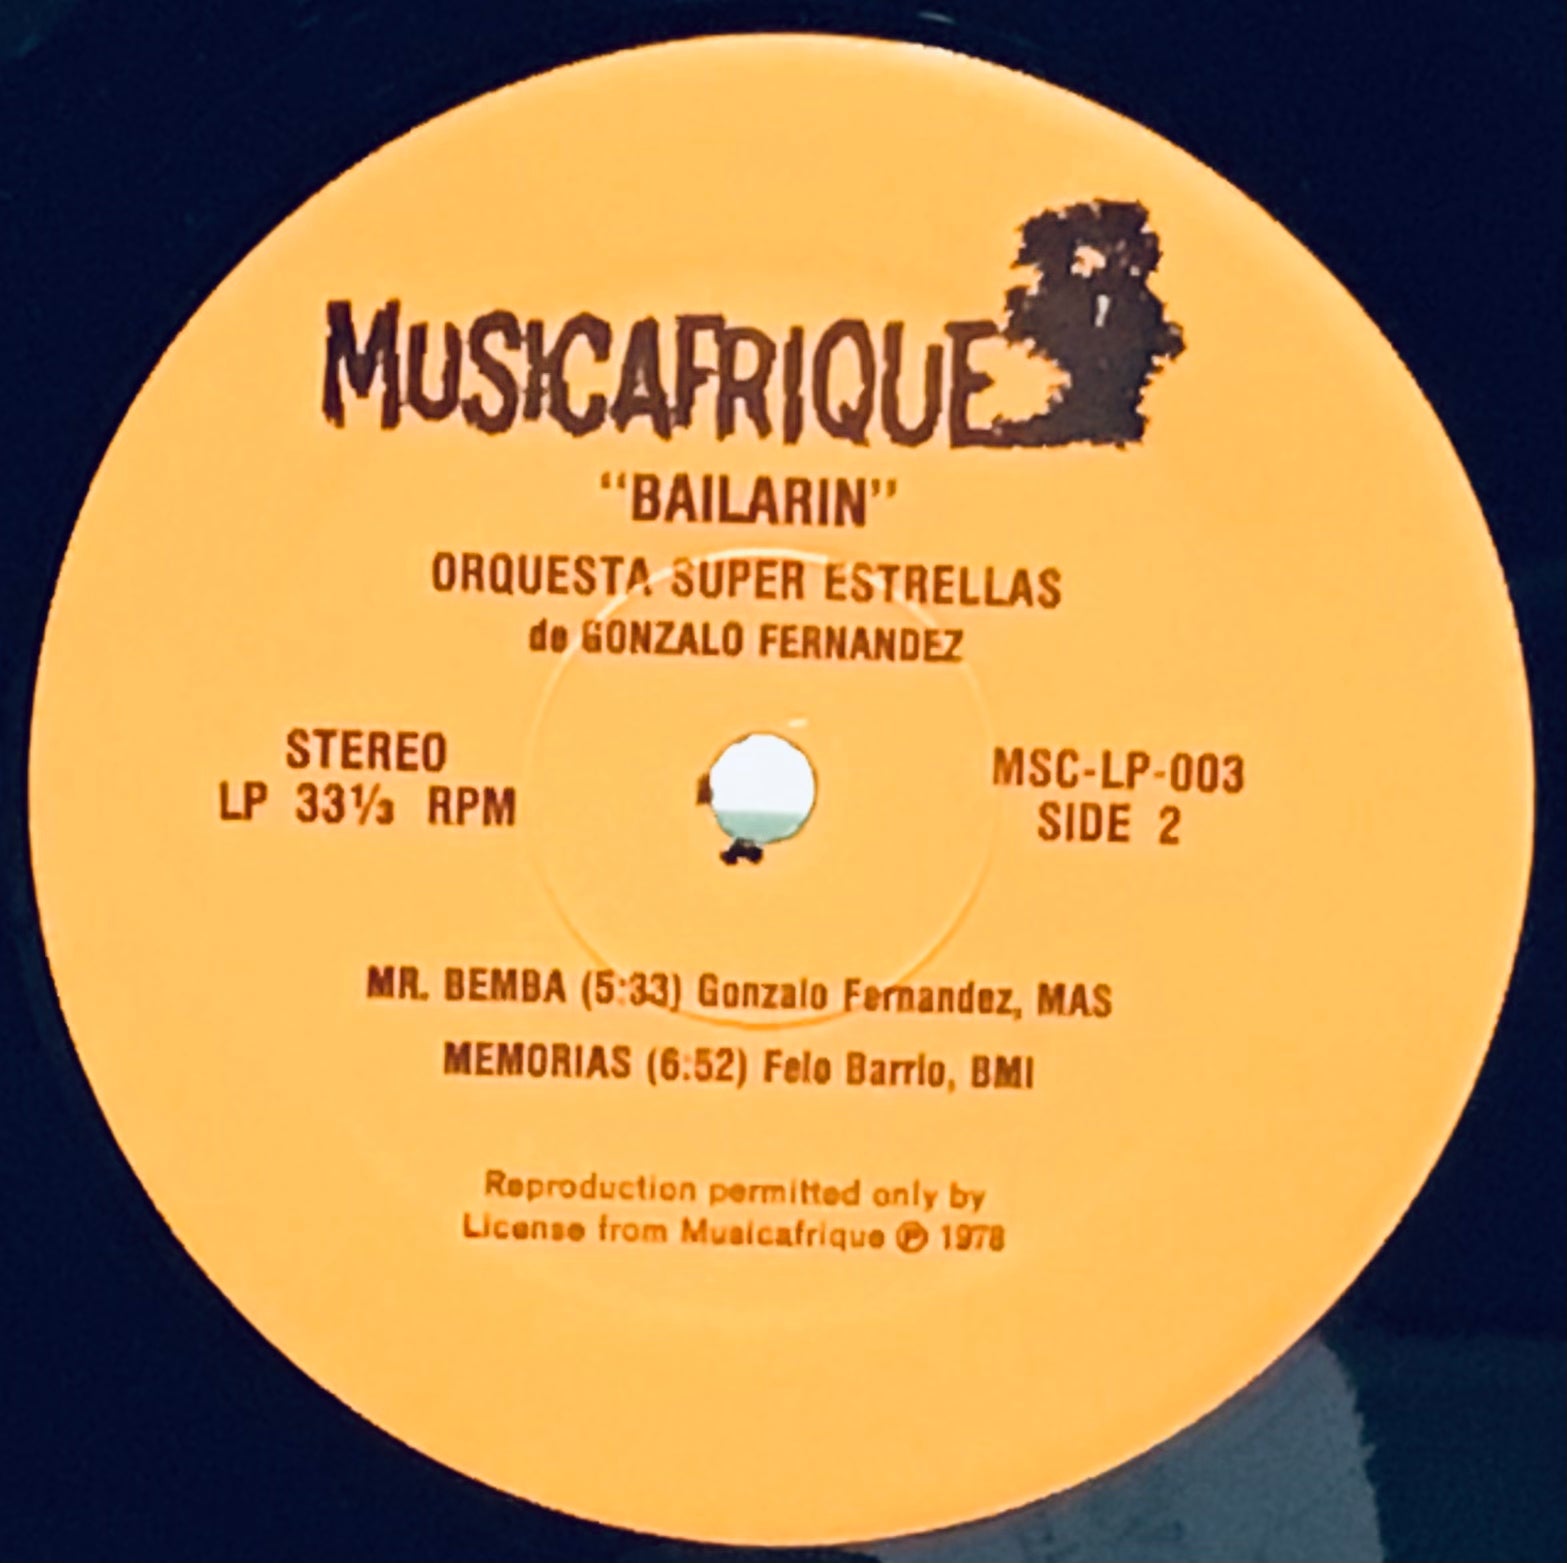 MUSICAFRIQUE
“BAILARIN”
ORQUESTA SUPER ESTRELLAS
de GONZALO FERNANDEZ
STEREO
LP 33⅓ RPM
MSC-LP-003
SIDE 2
MR. BEMBA (5:33) Gonzalo Fernandez, MAS
MEMORIAS (6:52) Felo Barrio, BMI
Reproduction permitted only by
License from Musicafrique ℗ 1978